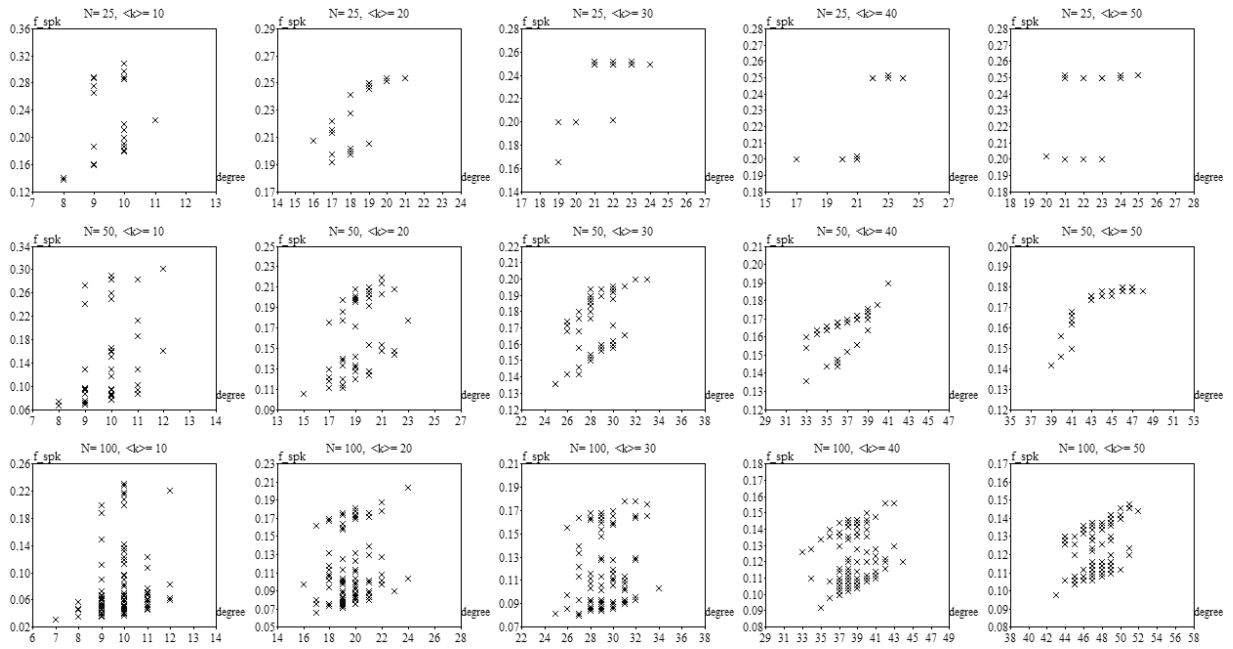 N= 25, <k>= 10
f_spk
0.36
0.32
0.28
0.24
0.20
0.16
0.12
degree
7 8 9 10 11 12 13
N= 25, <k>= 20
f_spk
0.29
0.27
0.25
0.23
0.21
0.19
0.17
degree
14 15 16 17 18 19 20 21 22 23 24
N= 25, <k>= 30
f_spk
0.28
0.26
0.24
0.22
0.20
0.18
0.16
0.14
degree
17 18 19 20 21 22 23 24 25 26 27
N= 25, <k>= 40
f_spk
0.28
0.27
0.26
0.25
0.24
0.23
0.22
0.21
0.20
0.19
0.18
degree
15 17 19 21 23 25 27
N= 25, <k>= 50
f_spk
0.28
0.27
0.26
0.25
0.24
0.23
0.22
0.21
0.20
0.19
0.18
degree
18 19 20 21 22 23 24 25 26 27 28
N= 50, <k>= 10
f_spk
0.34
0.30
0.26
0.22
0.18
0.14
0.10
0.06
degree
7 8 9 10 11 12 13 14
N= 50, <k>= 20
f_spk
0.25
0.23
0.21
0.19
0.17
0.15
0.13
0.11
0.09
degree
13 15 17 19 21 23 25 27
N= 50, <k>= 30
f_spk
0.22
0.20
0.18
0.16
0.14
0.12
degree
22 24 26 28 30 32 34 36 38
N= 50, <k>= 40
f_spk
0.21
0.20
0.19
0.18
0.17
0.16
0.15
0.14
0.13
0.12
degree
29 31 33 35 37 39 41 43 45 47
N= 50, <k>= 50
f_spk
0.20
0.19
0.18
0.17
0.16
0.15
0.14
0.13
0.12
degree
35 37 39 41 43 45 47 49 51 53
N= 100, <k>= 10
f_spk
0.26
0.22
0.18
0.14
0.10
0.06
0.02
degree
6 7 8 9 10 11 12 13 14
N= 100, <k>= 20
f_spk
0.23
0.21
0.19
0.17
0.15
0.13
0.11
0.09
0.07
0.05
degree
14 16 18 20 22 24 26 28
N= 100, <k>= 30
f_spk
0.21
0.19
0.17
0.15
0.13
0.11
0.09
0.07
degree
22 24 26 28 30 32 34 36 38
N= 100, <k>= 40
f_spk
0.18
0.17
0.16
0.15
0.14
0.13
0.12
0.11
0.10
0.09
0.08
degree
29 31 33 35 37 39 41 43 45 47 49
N= 100, <k>= 50
f_spk
0.17
0.16
0.15
0.14
0.13
0.12
0.11
0.10
0.09
0.08
degree
38 40 42 44 46 48 50 52 54 56 58